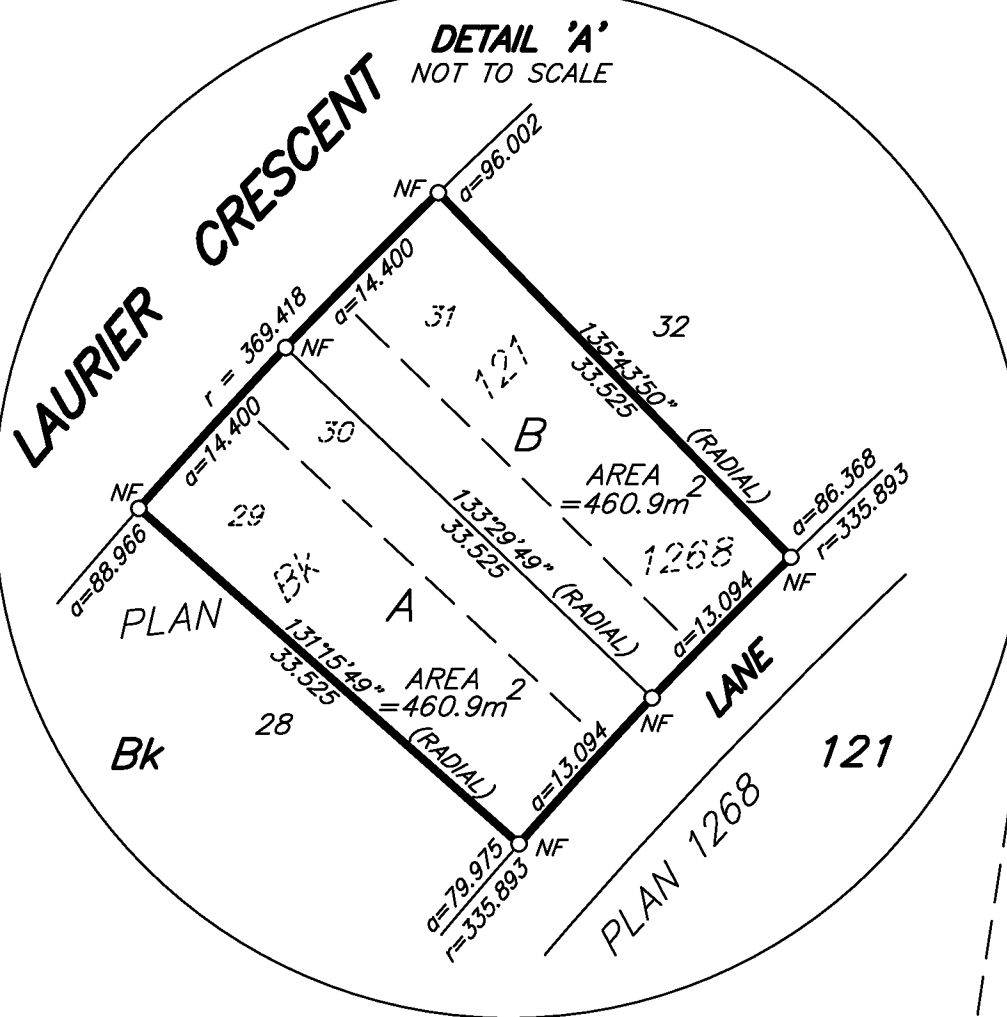 DETAIL 'A'
NOT TO SCALE
LAURIER CRESCENT
NF
a=96.002
a=14.400
r = 369.418
NF
31
32
121
135°43'50" (RADIAL)
33.525
B
AREA
=460.9m2
a=14.400
30
NF
29
a=88.966
133°29'49" (RADIAL)
33.525
1268
a=86.368
r=335.893
NF
a=13.094
Bk
A
PLAN
131°15'49" (RADIAL)
33.525
AREA
=460.9m2
LANE
NF
28
Bk
121
a=13.094
NF
a=79.975
r=335.893
PLAN 1268